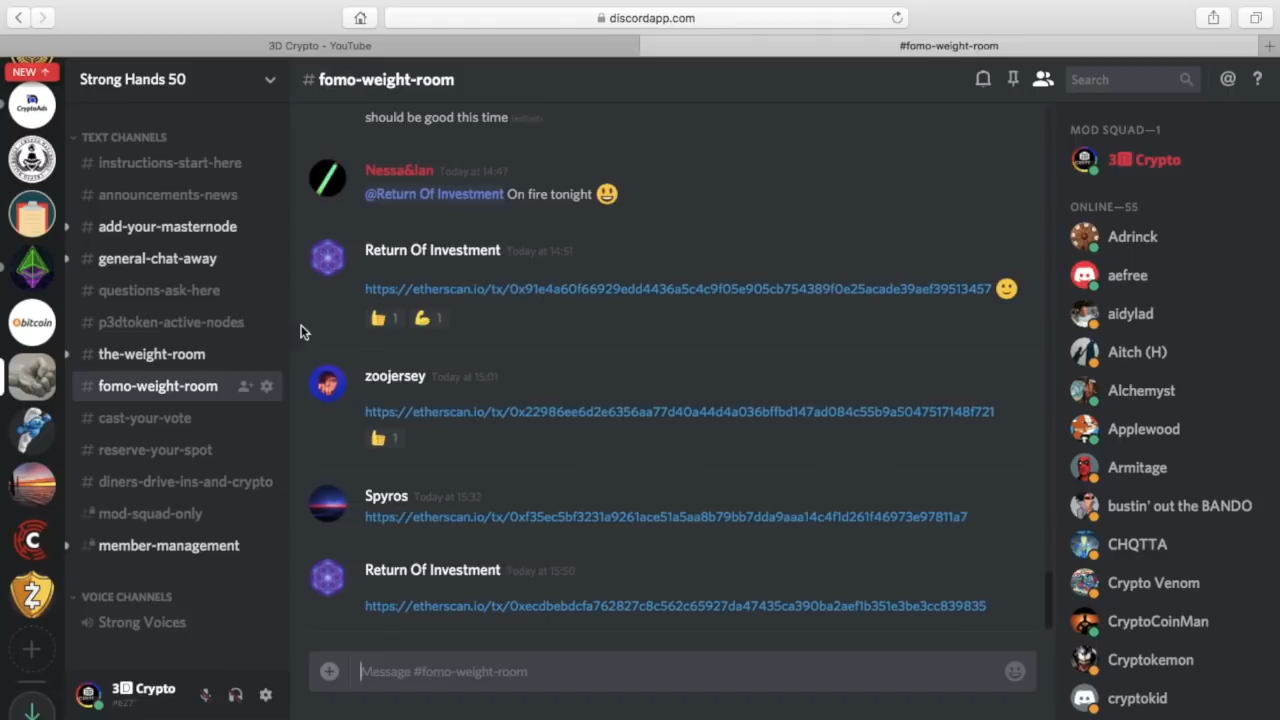 discordapp.com
3D Crypto - YouTube
#fomo-weight-room
NEW ↑
CryptoAds
bitcoin
Strong Hands 50
TEXT CHANNELS
# instructions-start-here
# announcements-news
# add-your-masternode
# general-chat-away
# questions-ask-here
# p3dtoken-active-nodes
# the-weight-room
# fomo-weight-room
# cast-your-vote
# reserve-your-spot
# diners-drive-ins-and-crypto
# mod-squad-only
# member-management
VOICE CHANNELS
Strong Voices
3D Crypto
# fomo-weight-room
Search
@
?
should be good this time (edited)
Nessa&Ian Today at 14:47
@Return Of Investment On fire tonight 😃
Return Of Investment Today at 14:51
https://etherscan.io/tx/0x91e4a60f66929edd4436a5c4c9f05e905cb754389f0e25acade39aef39513457 🙂
👍 1 💪 1
zoojersey Today at 15:01
https://etherscan.io/tx/0x22986ee6d2e6356aa77d40a44d4a036bffbd147ad084c55b9a5047517148f721
👍 1
Spyros Today at 15:32
https://etherscan.io/tx/0xf35ec5bf3231a9261ace51a5aa8b79bb7dda9aaa14c4f1d261f46973e97811a7
Return Of Investment Today at 15:50
https://etherscan.io/tx/0xecdbebdcfa762827c8c562c65927da47435ca390ba2aef1b351e3be3cc839835
Message #fomo-weight-room
MOD SQUAD—1
3D Crypto
ONLINE—55
Adrinck
aefree
aidylad
Aitch (H)
Alchemyst
Applewood
Armitage
bustin' out the BANDO
CHQTTA
Crypto Venom
CryptoCoinMan
Cryptokemon
cryptokid